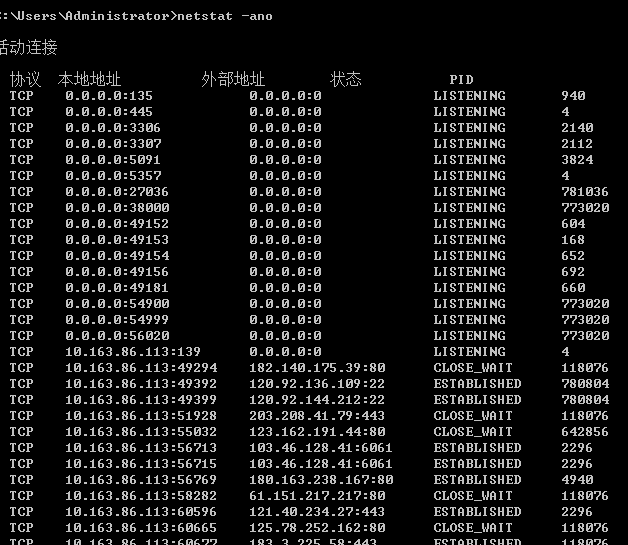 C:\Users\Administrator>netstat -ano
活动连接
协议 本地地址 外部地址 状态 PID
TCP 0.0.0.0:135 0.0.0.0:0 LISTENING 940
TCP 0.0.0.0:445 0.0.0.0:0 LISTENING 4
TCP 0.0.0.0:3306 0.0.0.0:0 LISTENING 2140
TCP 0.0.0.0:3307 0.0.0.0:0 LISTENING 2112
TCP 0.0.0.0:5091 0.0.0.0:0 LISTENING 3824
TCP 0.0.0.0:5357 0.0.0.0:0 LISTENING 4
TCP 0.0.0.0:27036 0.0.0.0:0 LISTENING 781036
TCP 0.0.0.0:38000 0.0.0.0:0 LISTENING 773020
TCP 0.0.0.0:49152 0.0.0.0:0 LISTENING 604
TCP 0.0.0.0:49153 0.0.0.0:0 LISTENING 168
TCP 0.0.0.0:49154 0.0.0.0:0 LISTENING 652
TCP 0.0.0.0:49156 0.0.0.0:0 LISTENING 692
TCP 0.0.0.0:49181 0.0.0.0:0 LISTENING 660
TCP 0.0.0.0:54900 0.0.0.0:0 LISTENING 773020
TCP 0.0.0.0:54999 0.0.0.0:0 LISTENING 773020
TCP 0.0.0.0:56020 0.0.0.0:0 LISTENING 773020
TCP 10.163.86.113:139 0.0.0.0:0 LISTENING 4
TCP 10.163.86.113:49294 182.140.175.39:80 CLOSE_WAIT 118076
TCP 10.163.86.113:49392 120.92.136.109:22 ESTABLISHED 780804
TCP 10.163.86.113:49399 120.92.144.212:22 ESTABLISHED 780804
TCP 10.163.86.113:51928 203.208.41.79:443 CLOSE_WAIT 118076
TCP 10.163.86.113:55032 123.162.191.44:80 CLOSE_WAIT 642856
TCP 10.163.86.113:56713 103.46.128.41:6061 ESTABLISHED 2296
TCP 10.163.86.113:56715 103.46.128.41:6061 ESTABLISHED 2296
TCP 10.163.86.113:56769 180.163.238.167:80 ESTABLISHED 4940
TCP 10.163.86.113:58282 61.151.217.217:80 CLOSE_WAIT 118076
TCP 10.163.86.113:60596 121.40.234.27:443 ESTABLISHED 2296
TCP 10.163.86.113:60665 125.78.252.162:80 CLOSE_WAIT 118076
TCP 10.163.86.113:60677 183.3.225.58:443 CLOSE_WAIT 118076